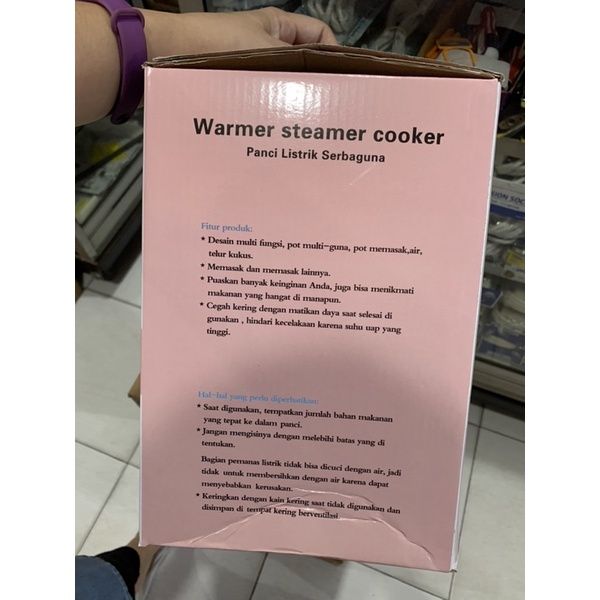 Warmer steamer cooker
Panci Listrik Serbaguna
Fitur produk:
* Desain multi fungsi, pot multi-guna, pot memasak,air,
telur kukus.
* Memasak dan memasak lainnya.
* Puaskan banyak keinginan Anda, juga bisa menikmati
makanan yang hangat di manapun.
* Cegah kering dengan matikan daya saat selesai di
gunakan , hindari kecelakaan karena suhu uap yang
tinggi.
Hal-hal yang perlu diperhatikan:
* Saat digunakan, tempatkan jumlah bahan makanan
yang tepat ke dalam panci.
* Jangan mengisinya dengan melebihi batas yang di
tentukan.
Bagian pemanas listrik tidak bisa dicuci dengan air, jadi
tidak untuk membersihkan dengan air karena dapat
menyebabkan kerusakan.
* Keringkan dengan kain kering saat tidak digunakan dan
disimpan di tempat kering berventilasi.